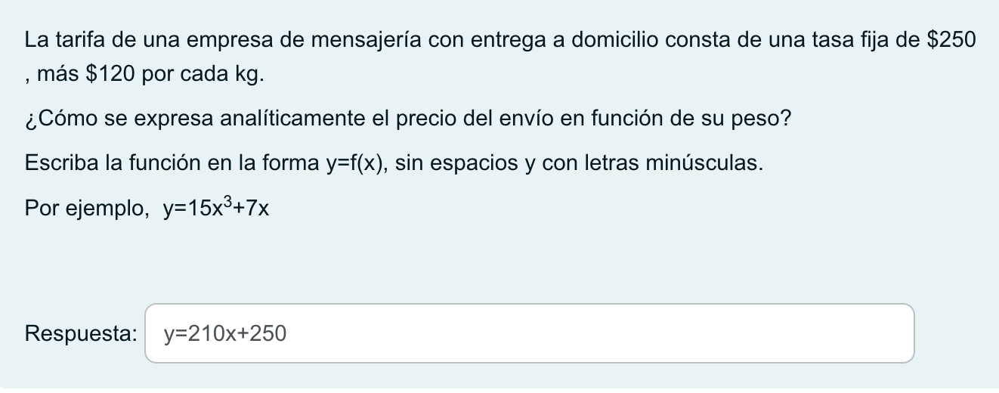 La tarifa de una empresa de mensajería con entrega a domicilio consta de una tasa fija de $250
, más $120 por cada kg.
¿Cómo se expresa analíticamente el precio del envío en función de su peso?
Escriba la función en la forma y=f(x), sin espacios y con letras minúsculas.
Por ejemplo, y=15x³+7x
Respuesta: y=210x+250